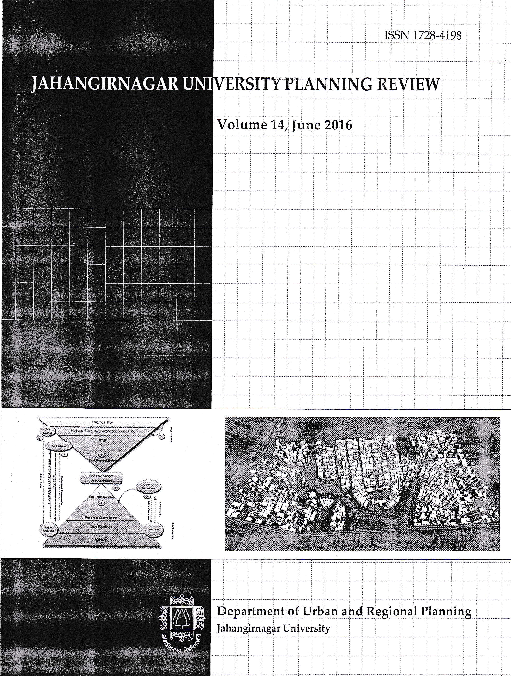 ISSN 1728-4198
JAHANGIRNAGAR UNIVERSITY PLANNING REVIEW
Volume 14, June 2016
Department of Urban and Regional Planning
Jahangirnagar University